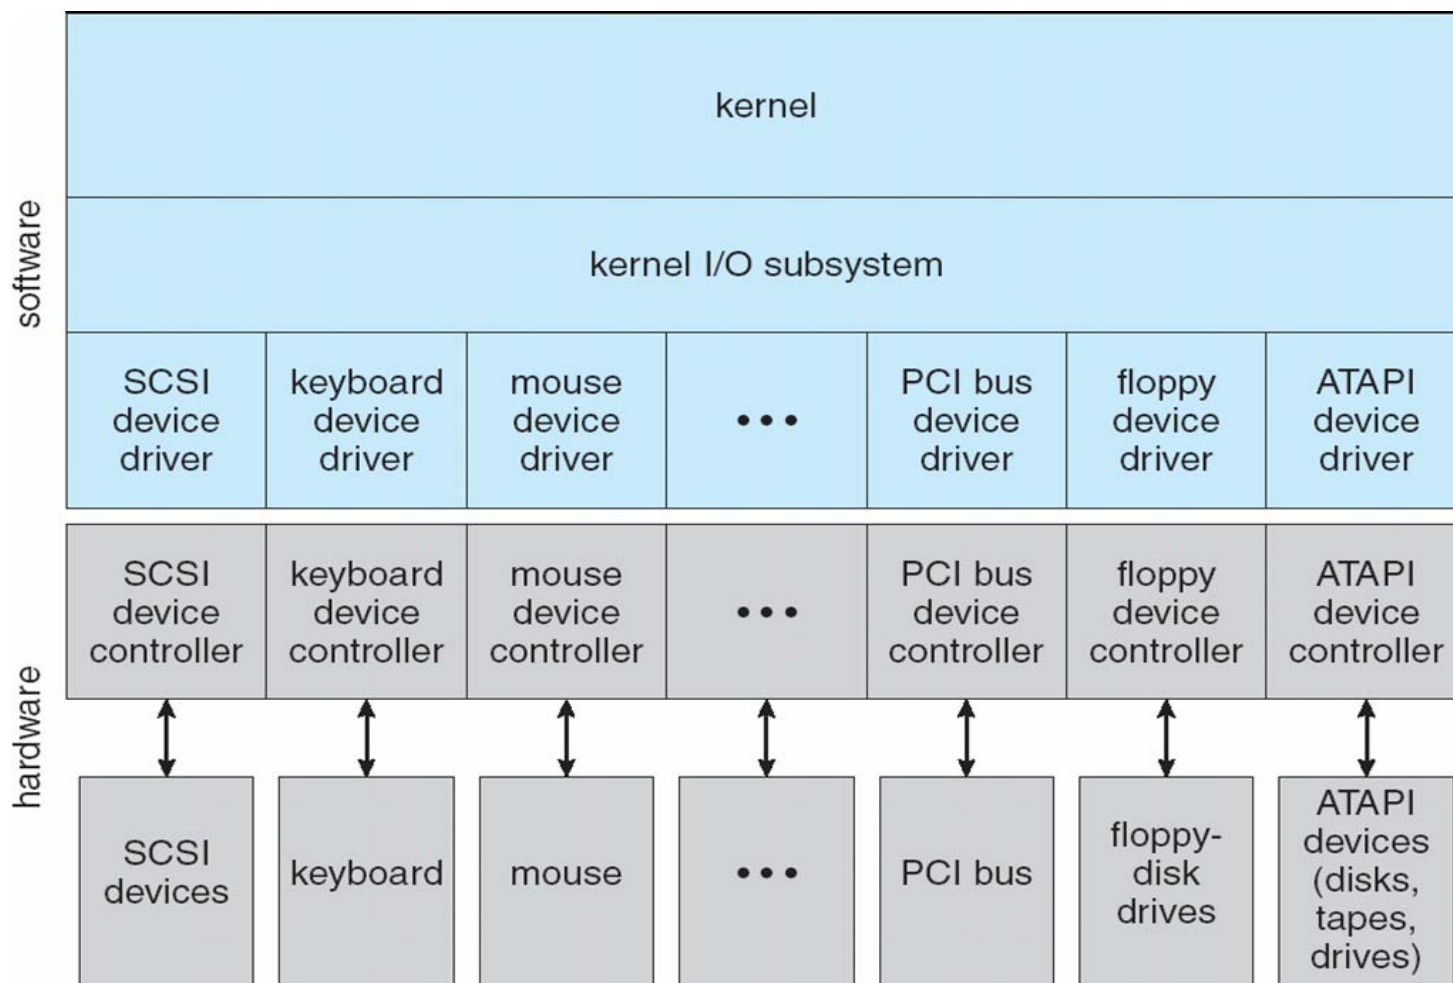 software
kernel
kernel I/O subsystem
SCSI
device
driver
keyboard
device
driver
mouse
device
driver
•••
PCI bus
device
driver
floppy
device
driver
ATAPI
device
driver
hardware
SCSI
device
controller
keyboard
device
controller
mouse
device
controller
•••
PCI bus
device
controller
floppy
device
controller
ATAPI
device
controller
SCSI
devices
keyboard
mouse
•••
PCI bus
floppy-
disk
drives
ATAPI
devices
(disks,
tapes,
drives)